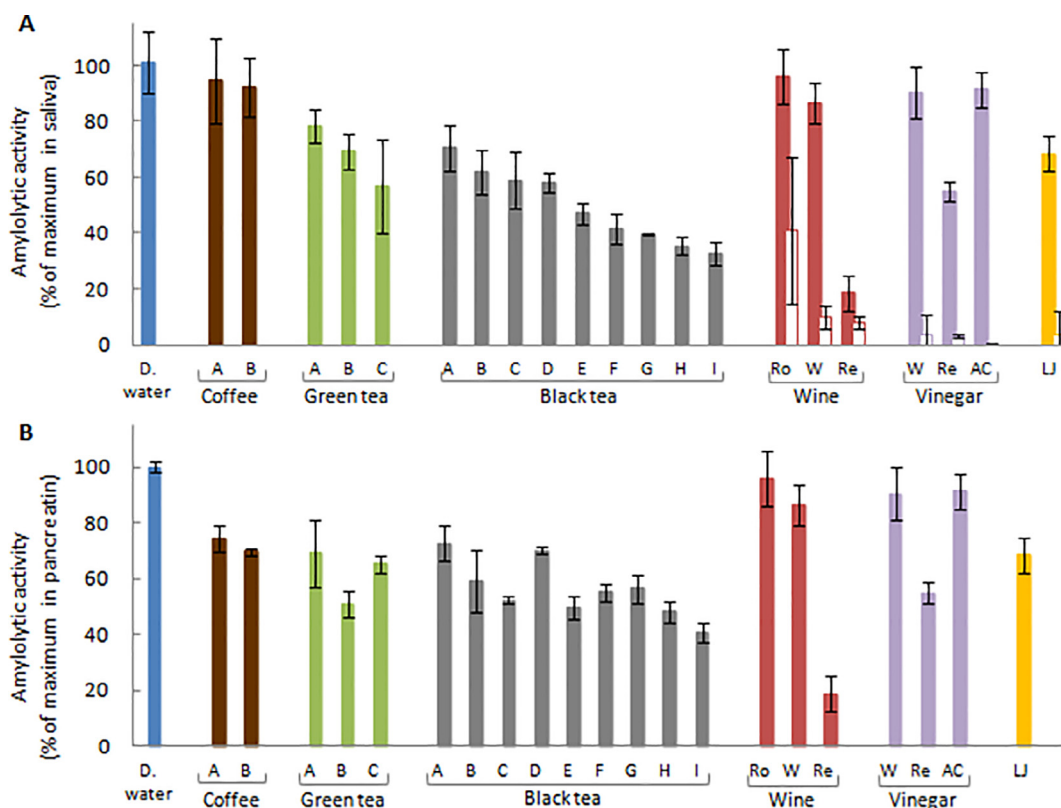 A
Amylolytic activity
(% of maximum in saliva)
100
80
60
40
20
0
D. water
A B
Coffee
A B C
Green tea
A B C D E F G H I
Black tea
Ro W Re
Wine
W Re AC
Vinegar
LJ
B
Amylolytic activity
(% of maximum in pancreatin)
100
80
60
40
20
0
D. water
A B
Coffee
A B C
Green tea
A B C D E F G H I
Black tea
Ro W Re
Wine
W Re AC
Vinegar
LJ